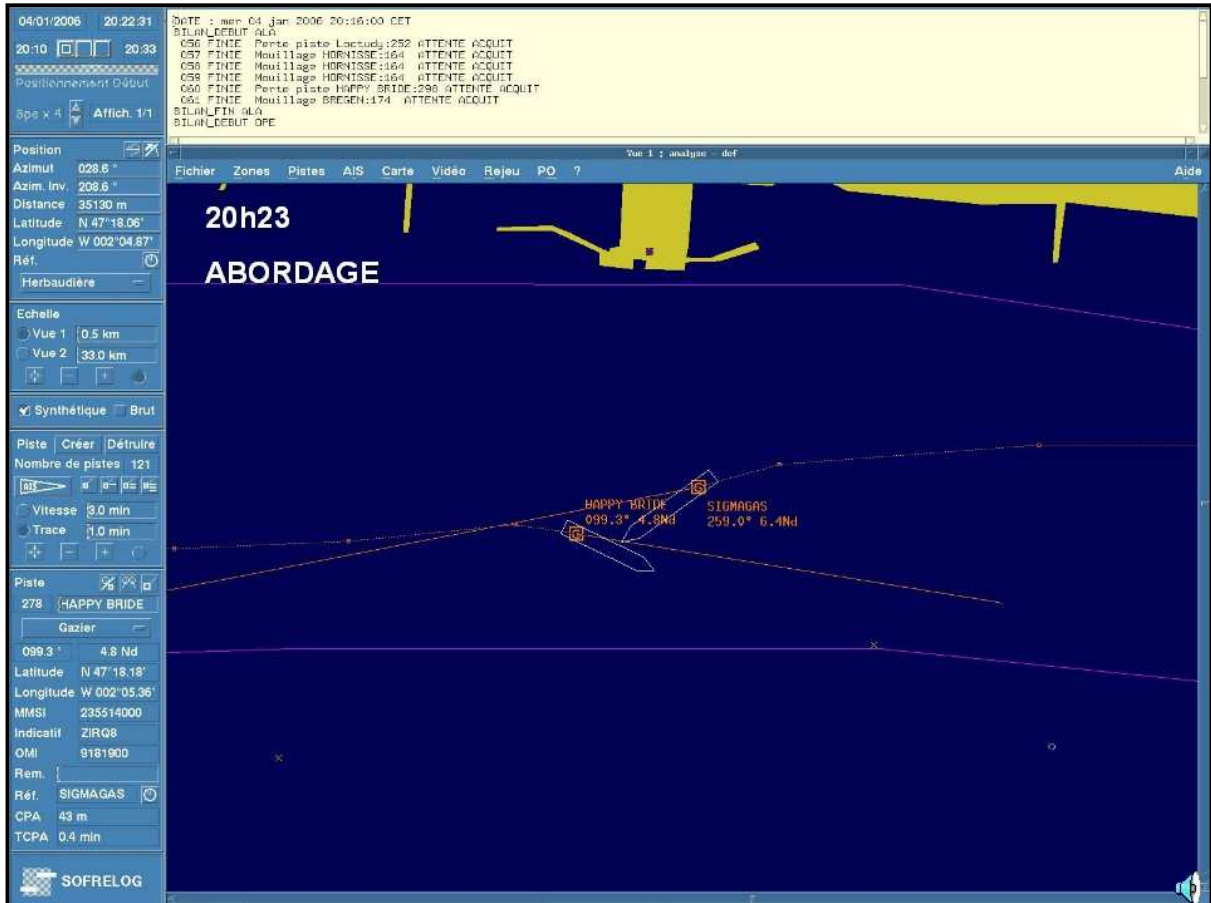 04/01/2006 20:22:31
20:10 20:33
Positionnement Début
Spe x 4 Affich. 1/1
DATE : mer 04 jan 2006 20:16:00 CET
BILAN_DEBUT ALA
056 FINIE Perte piste Loctudy:252 ATTENTE ACQUIT
057 FINIE Mouillage HORNISSE:164 ATTENTE ACQUIT
058 FINIE Mouillage HORNISSE:164 ATTENTE ACQUIT
059 FINIE Mouillage HORNISSE:164 ATTENTE ACQUIT
060 FINIE Perte piste HAPPY BRIDE:298 ATTENTE ACQUIT
061 FINIE Mouillage BREGEN:174 ATTENTE ACQUIT
BILAN_FIN ALA
BILAN_DEBUT OPE
Vue 1 : analyse - def
Fichier Zones Pistes AIS Carte Vidéo Rejeu PO ? Aide
Position
Azimut 028.6 °
Azim. Inv. 208.6 °
Distance 35130 m
Latitude N 47°18.06'
Longitude W 002°04.87'
Réf.
Herbaudière
Echelle
Vue 1 0.5 km
Vue 2 33.0 km
Synthétique Brut
Piste Créer Détruire
Nombre de pistes 121
AIS
Vitesse 3.0 min
Trace 1.0 min
Piste
278 HAPPY BRIDE
Gazier
099.3 ° 4.8 Nd
Latitude N 47°18.18'
Longitude W 002°05.36'
MMSI 235514000
Indicatif ZIRQ8
OMI 9181900
Rem.
Réf. SIGMAGAS
CPA 43 m
TCPA 0.4 min
SOFRELOG
20h23
ABORDAGE
HAPPY BRIDE
099.3° 4.8Nd
G
G
SIGMAGAS
259.0° 6.4Nd